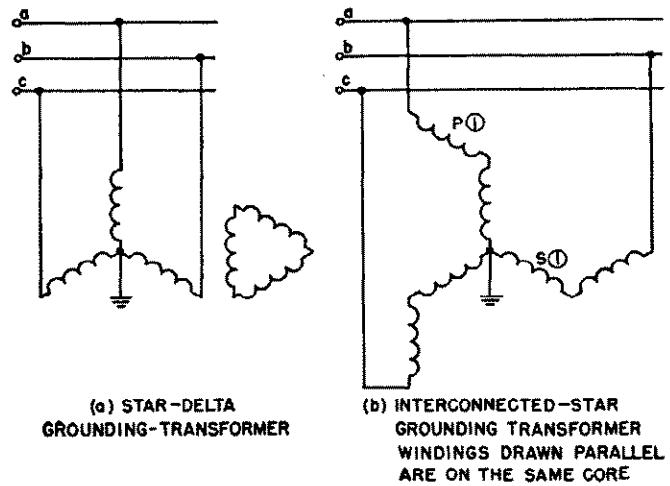 a
b
c
(a) STAR-DELTA
GROUNDING-TRANSFORMER
a
b
c
P①
S①
(b) INTERCONNECTED-STAR
GROUNDING TRANSFORMER
WINDINGS DRAWN PARALLEL
ARE ON THE SAME CORE